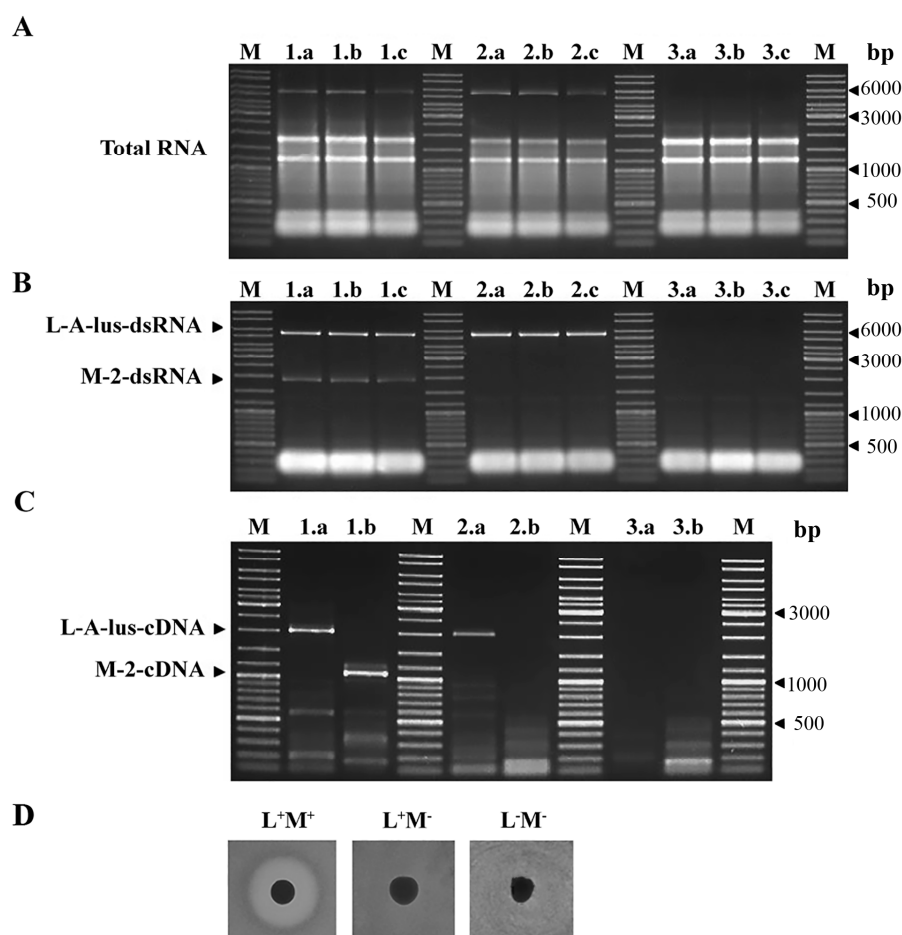 A
M 1.a 1.b 1.c M 2.a 2.b 2.c M 3.a 3.b 3.c M bp
6000
3000
Total RNA
1000
500
B
M 1.a 1.b 1.c M 2.a 2.b 2.c M 3.a 3.b 3.c M bp
L-A-lus-dsRNA
6000
3000
M-2-dsRNA
1000
500
C
M 1.a 1.b M 2.a 2.b M 3.a 3.b M bp
3000
L-A-lus-cDNA
M-2-cDNA
1000
500
D
L⁺M⁺ L⁺M⁻ L⁻M⁻